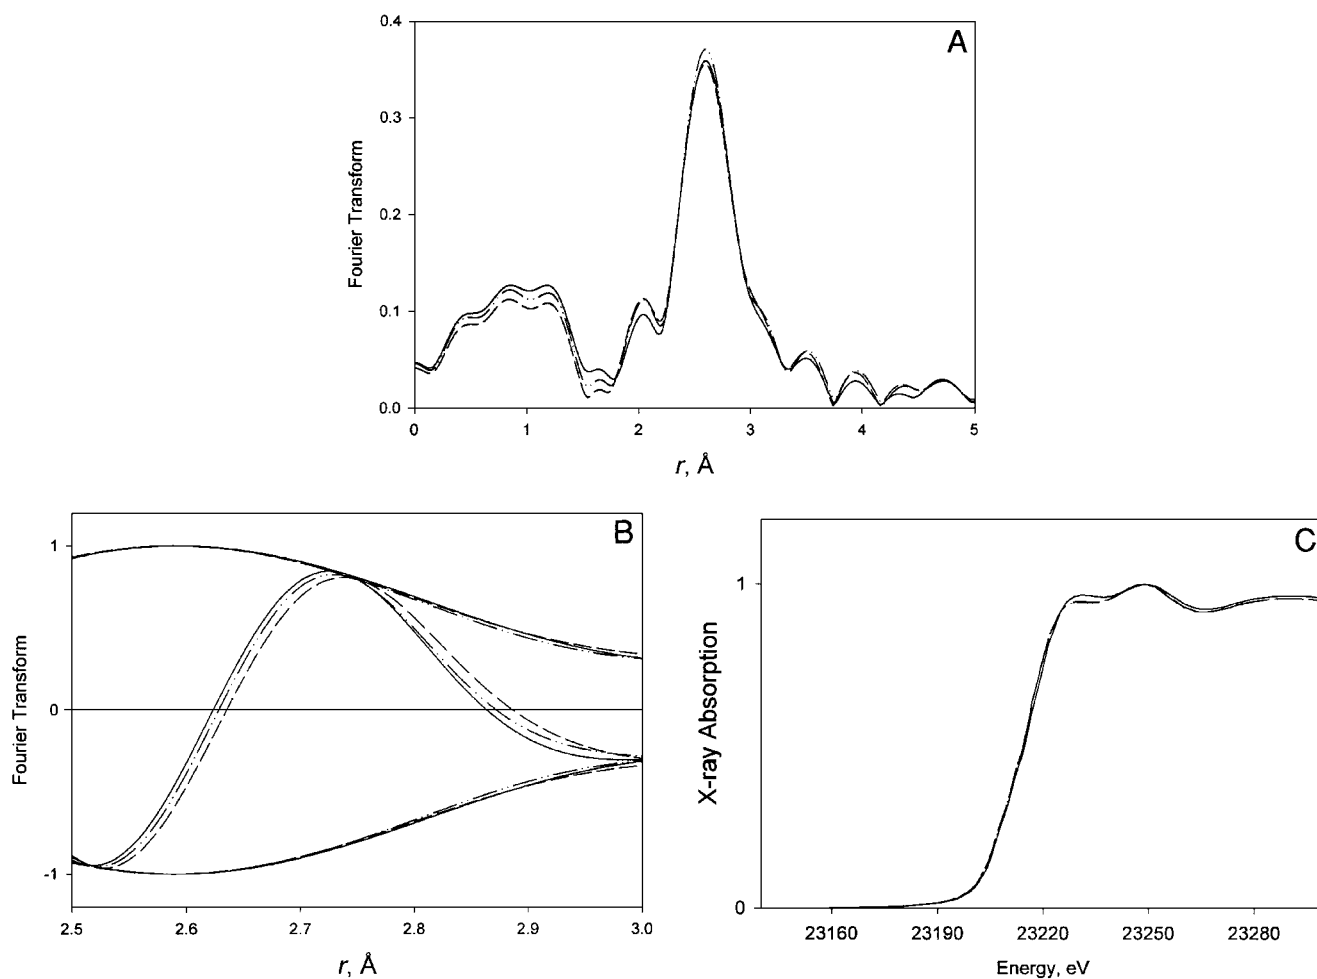 A
0.4
0.3
0.2
0.1
0.0
Fourier Transform
0 1 2 3 4 5
r, Å
B
1
0
-1
Fourier Transform
2.5 2.6 2.7 2.8 2.9 3.0
r, Å
C
1
0
X-ray Absorption
23160 23190 23220 23250 23280
Energy, eV